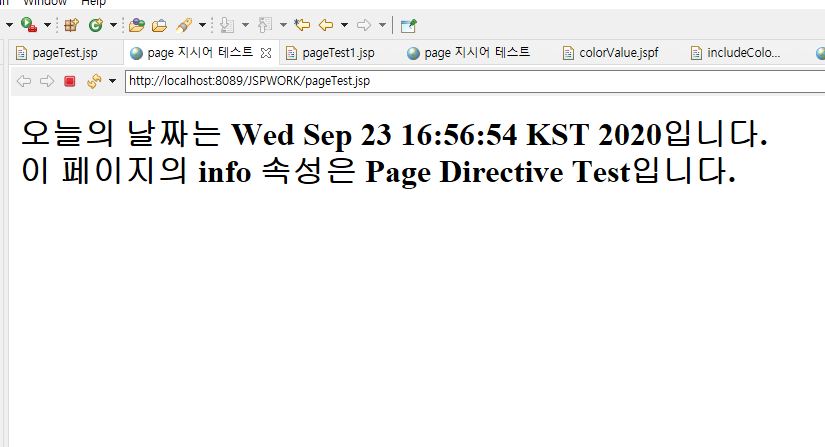 Window Help
pageTest.jsp page 지시어 테스트 pageTest1.jsp page 지시어 테스트 colorValue.jspf includeColo...
http://localhost:8089/JSPWORK/pageTest.jsp
오늘의 날짜는 Wed Sep 23 16:56:54 KST 2020입니다.
이 페이지의 info 속성은 Page Directive Test입니다.